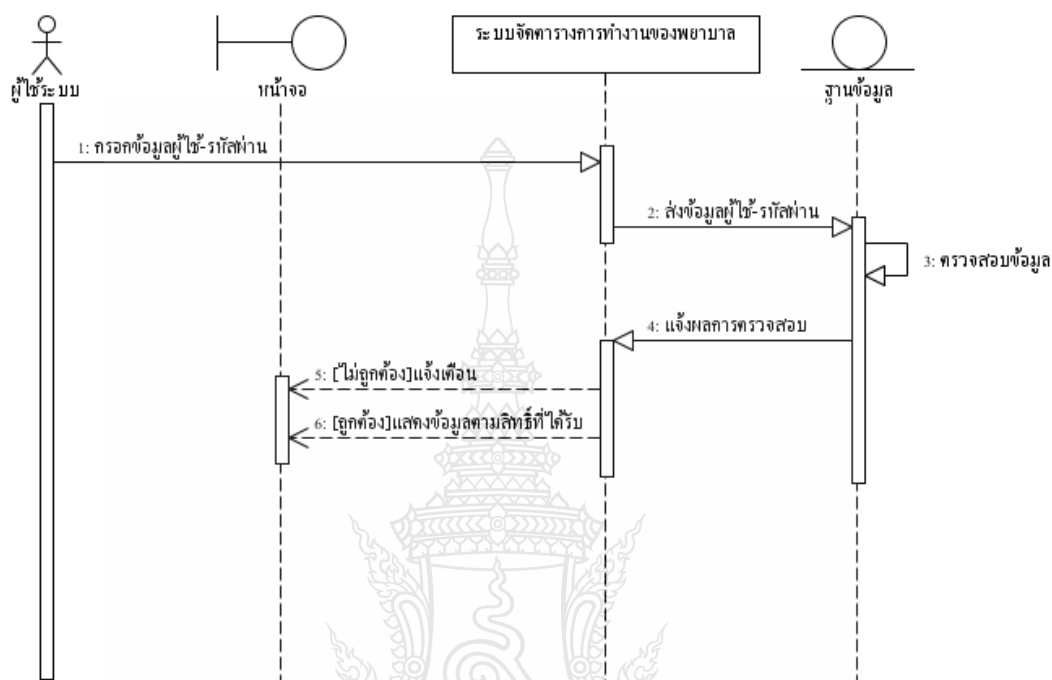 ระบบจัดตารางการทำงานของพยาบาล
ผู้ใช้ระบบ
หน้าจอ
ฐานข้อมูล
1: กรอกข้อมูลผู้ใช้-รหัสผ่าน
2: ส่งข้อมูลผู้ใช้-รหัสผ่าน
3: ตรวจสอบข้อมูล
4: แจ้งผลการตรวจสอบ
5: [ไม่ถูกต้อง]แจ้งเตือน
6: [ถูกต้อง]แสดงข้อมูลตามสิทธิ์ที่ได้รับ